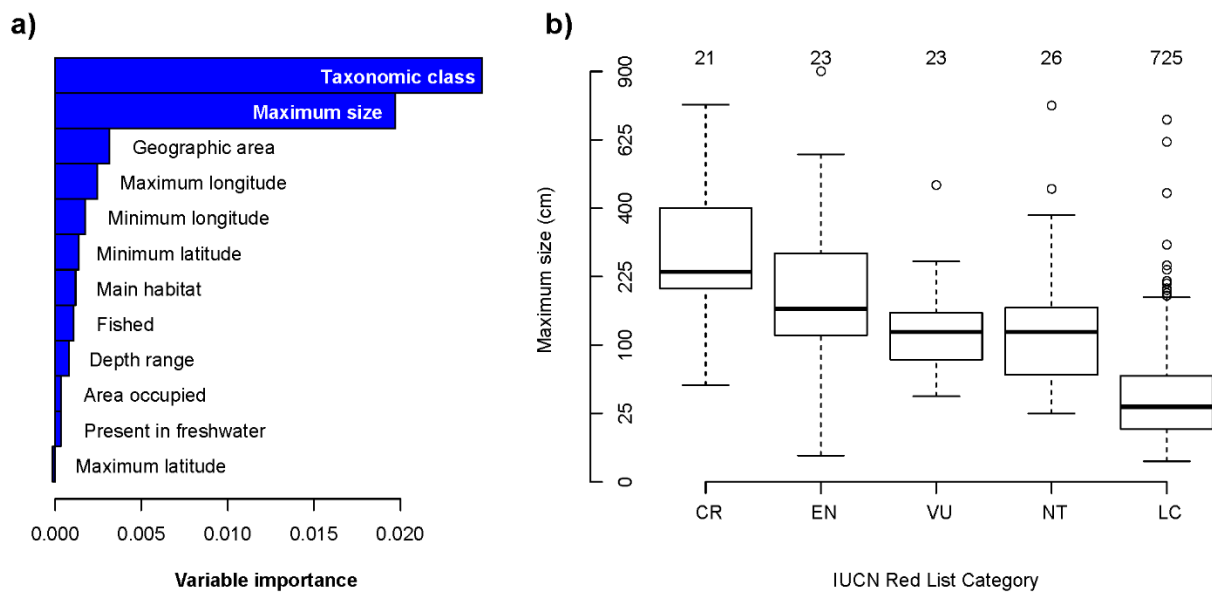 a)
Taxonomic class
Maximum size
Geographic area
Maximum longitude
Minimum longitude
Minimum latitude
Main habitat
Fished
Depth range
Area occupied
Present in freshwater
Maximum latitude
0.000 0.005 0.010 0.015 0.020
Variable importance
b)
21 23 23 26 725
900
625
400
225
100
25
0
Maximum size (cm)
CR EN VU NT LC
IUCN Red List Category